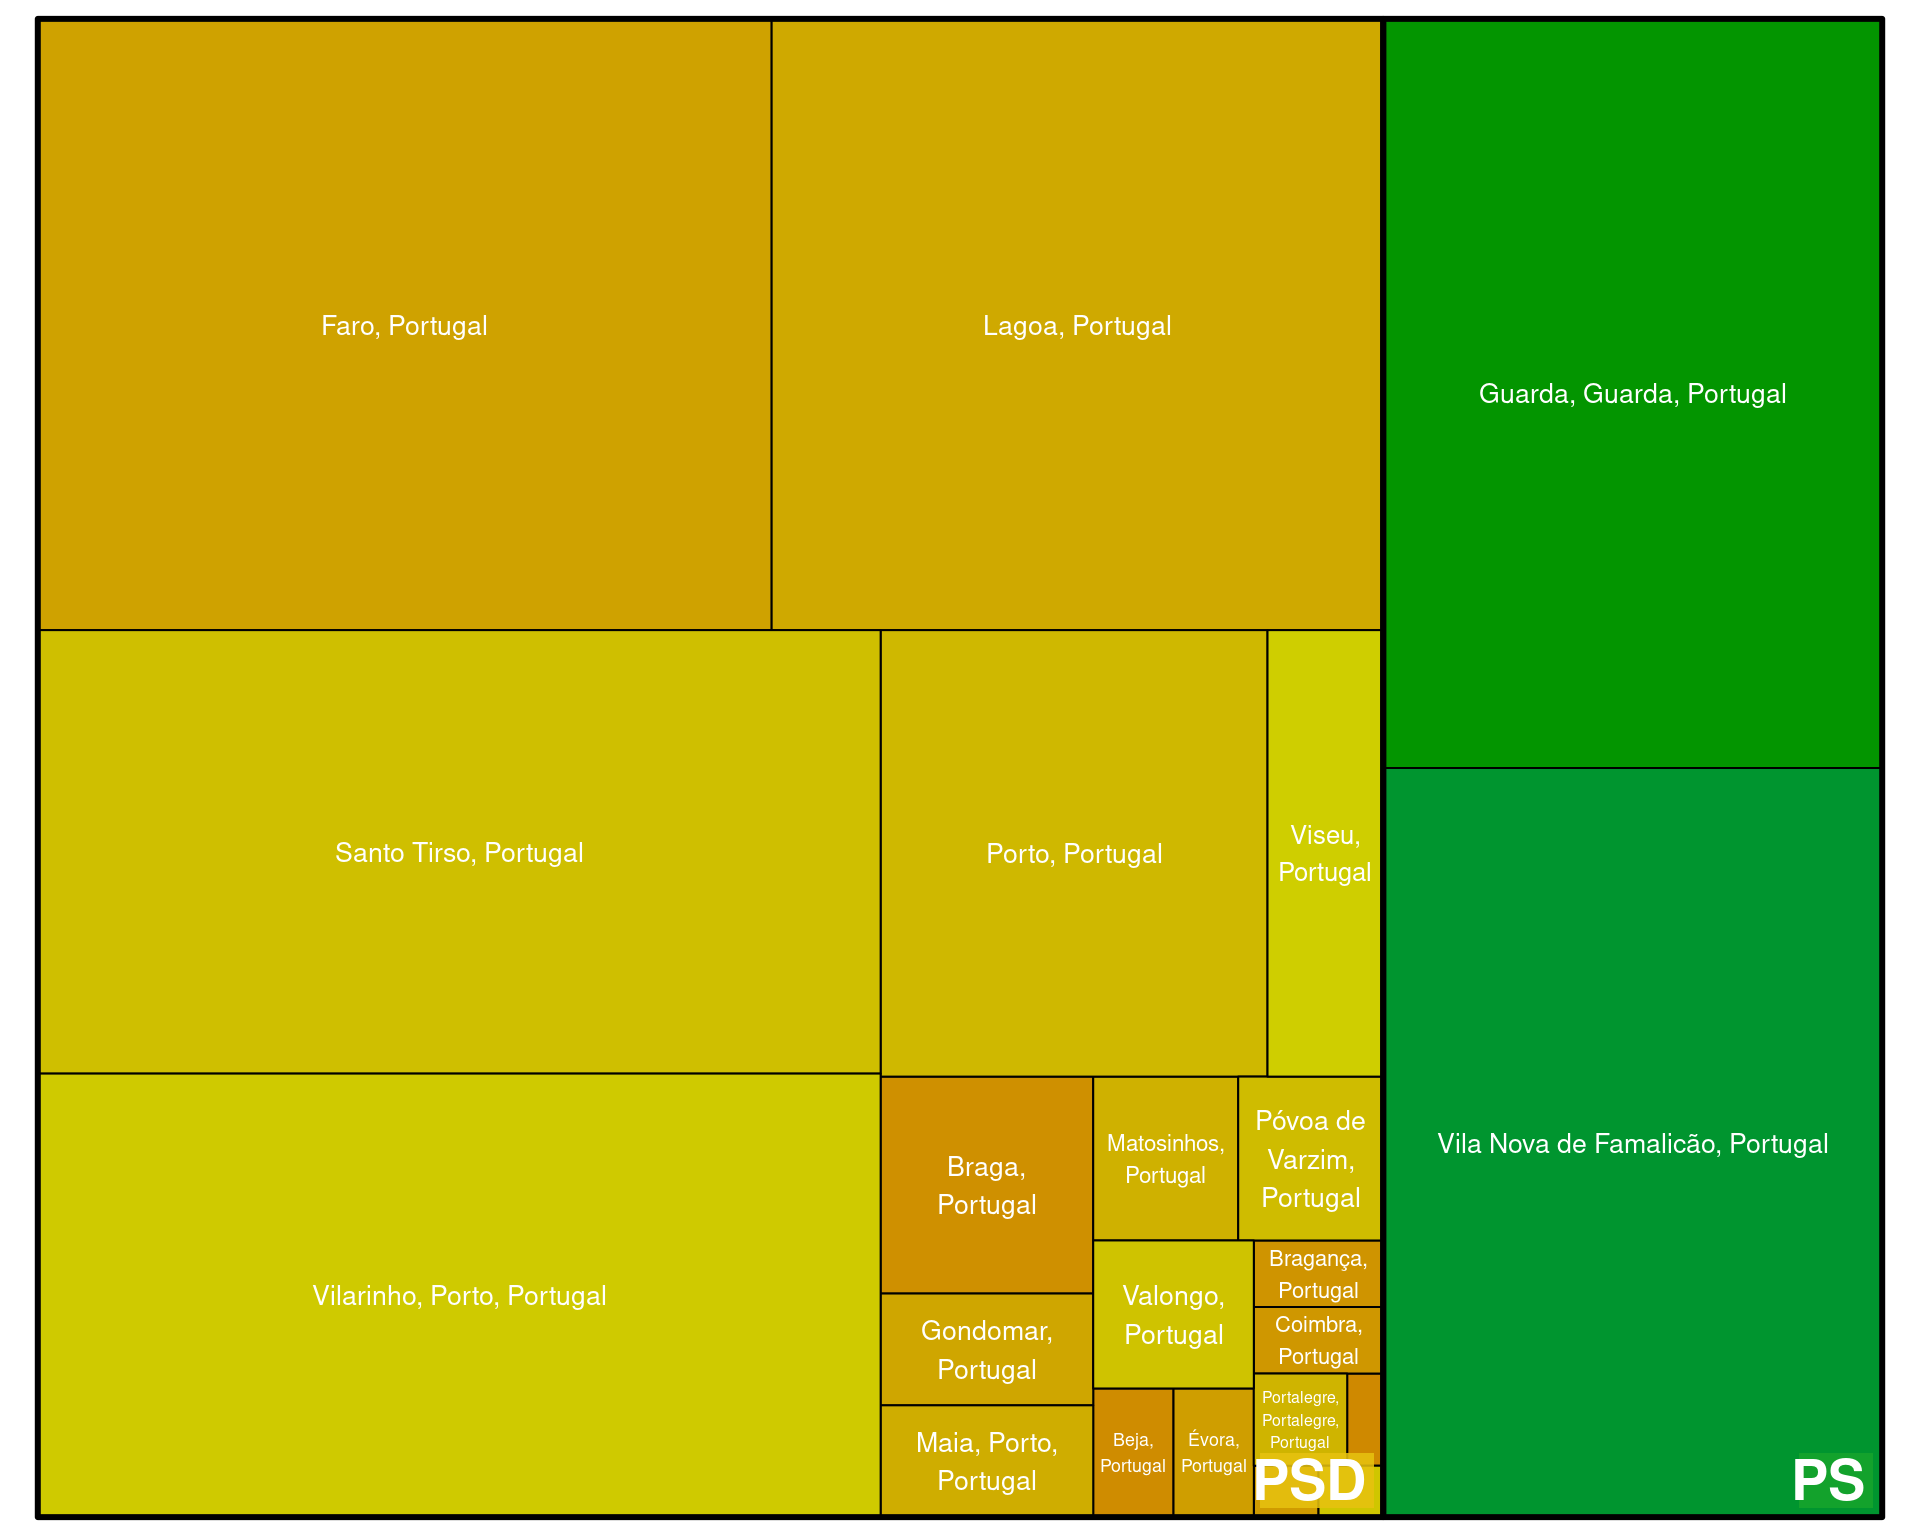 Faro, Portugal
Lagoa, Portugal
Guarda, Guarda, Portugal
Santo Tirso, Portugal
Porto, Portugal
Viseu,
Portugal
Vilarinho, Porto, Portugal
Braga,
Portugal
Matosinhos,
Portugal
Póvoa de
Varzim,
Portugal
Vila Nova de Famalicão, Portugal
Gondomar,
Portugal
Valongo,
Portugal
Bragança,
Portugal
Coimbra,
Portugal
Maia, Porto,
Portugal
Beja,
Portugal
Évora,
Portugal
Portalegre,
Portalegre,
Portugal
PSD
PS